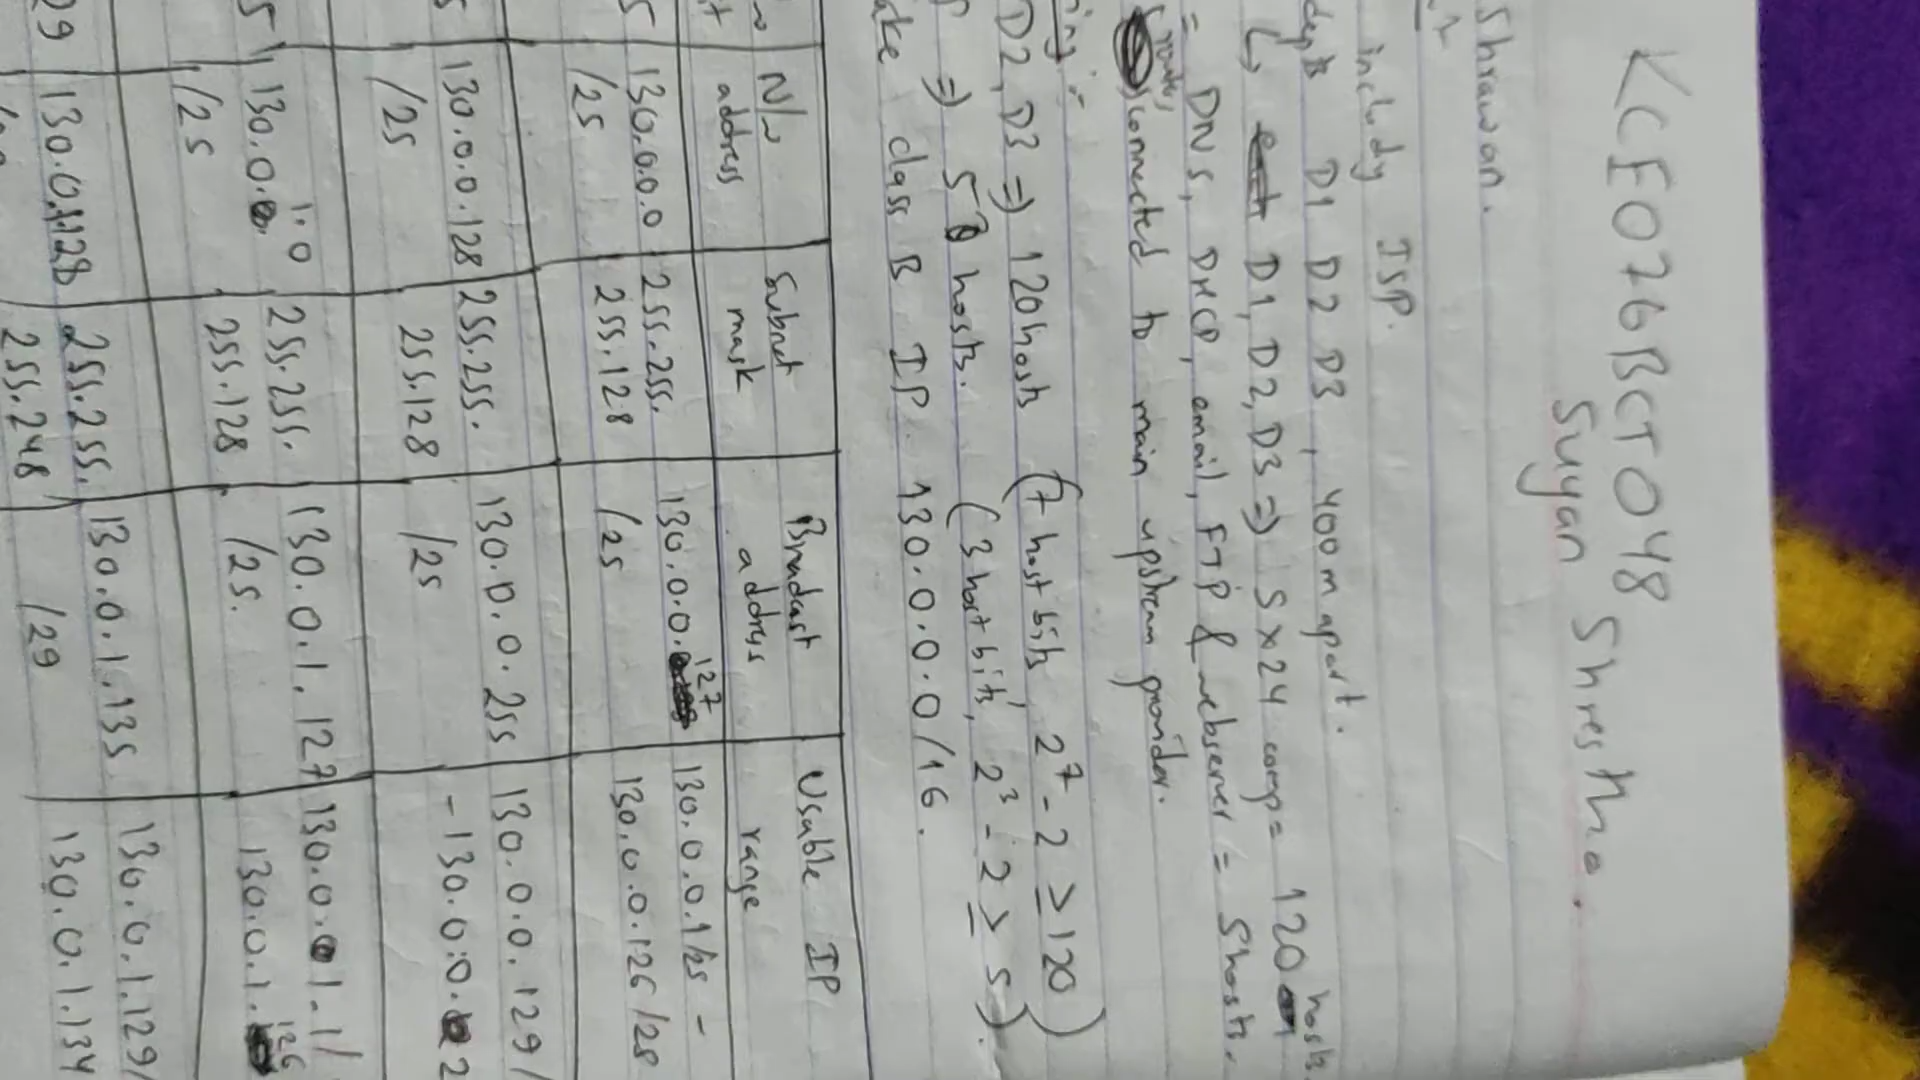 KCE076BCT048
Suyan Shrestha.
Shrawan.
includy ISP.
depts D1 D2 D3, 400m apart.
↳ D1, D2, D3 => 5x24 comp= 120 hosts.
= DNS, DHCP, email, FTP & webserver = 5 hosts.
connected to main upstream provider.
ing :-
D2, D3 => 120 hosts (7 host bits, 2⁷ - 2 ≥ 120)
=> 5 hosts. (3 host bits, 2³ - 2 ≥ 5).
ake class B IP 130.0.0.0/16.
N/w address
Subnet mask
Broadcast address
Usable IP range
5
130.0.0.0 /25
255.255.255.128
130.0.0.127 /25
130.0.0.1/25 - 130.0.0.126/25
5
130.0.0.128 /25
255.255.255.128
130.0.0.255 /25
130.0.0.129/ - 130.0.0.2
5
130.0.1.0 /25
255.255.255.128
130.0.1.127 /25.
130.0.1.1/ 130.0.1.126
29
130.0.1.128
255.255.255.248
130.0.1.135 /29
130.0.1.129/ 130.0.1.134